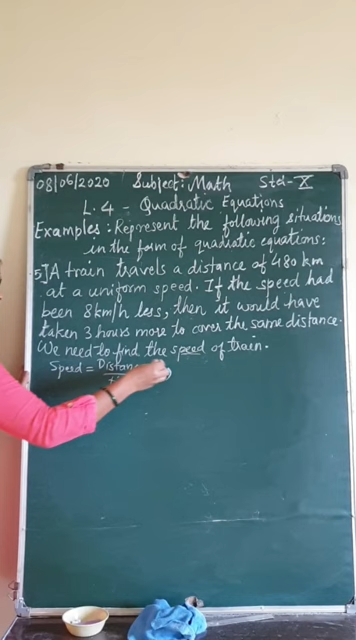 08/06/2020 Subject: Math Std-X
L. 4 - Quadratic Equations
Examples: Represent the following situations
in the form of quadratic equations:
5] A train travels a distance of 480 km
at a uniform speed. If the speed had
been 8 km/h less, then it would have
taken 3 hours more to cover the same distance.
We need to find the speed of train.
Speed = Distan